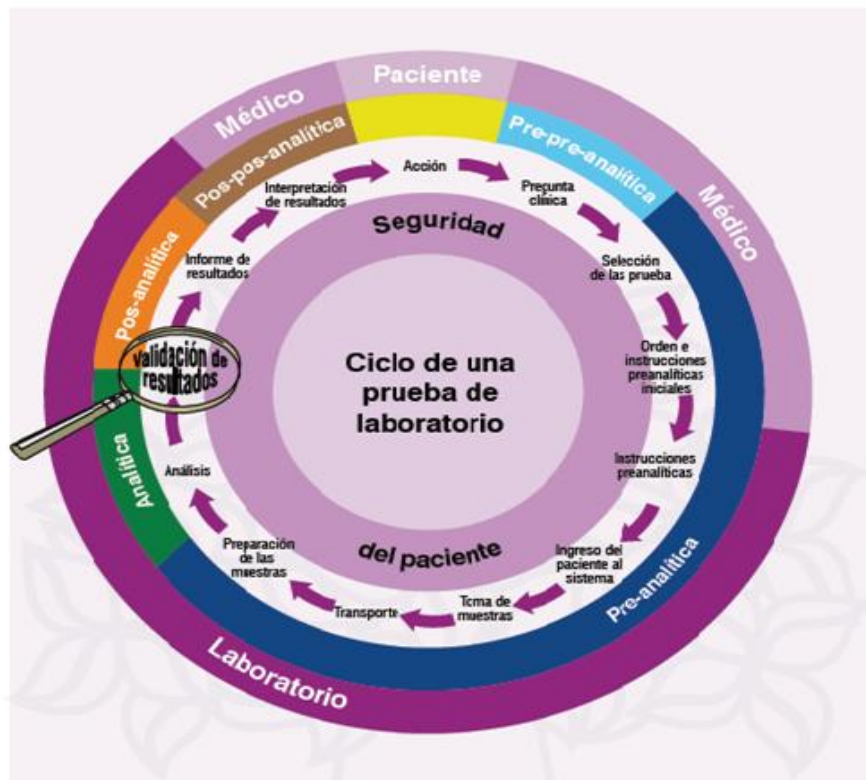 Paciente
Médico
Pos-pos-analítica
Pre-pre-analítica
Médico
Acción
Interpretación
de resultados
Pregunta
clínica
Pos-analítica
Informe de
resultados
Seguridad
Selección
de las prueba
validación de
resultados
Ciclo de una
prueba de
laboratorio
Orden e
instrucciones
preanalíticas
iniciales
Analítica
Análisis
Instrucciones
preanalíticas
Preparación
de las
muestras
del paciente
Ingreso del
paciente al
sistema
Transporte
Toma de
muestras
Pre-analítica
Laboratorio